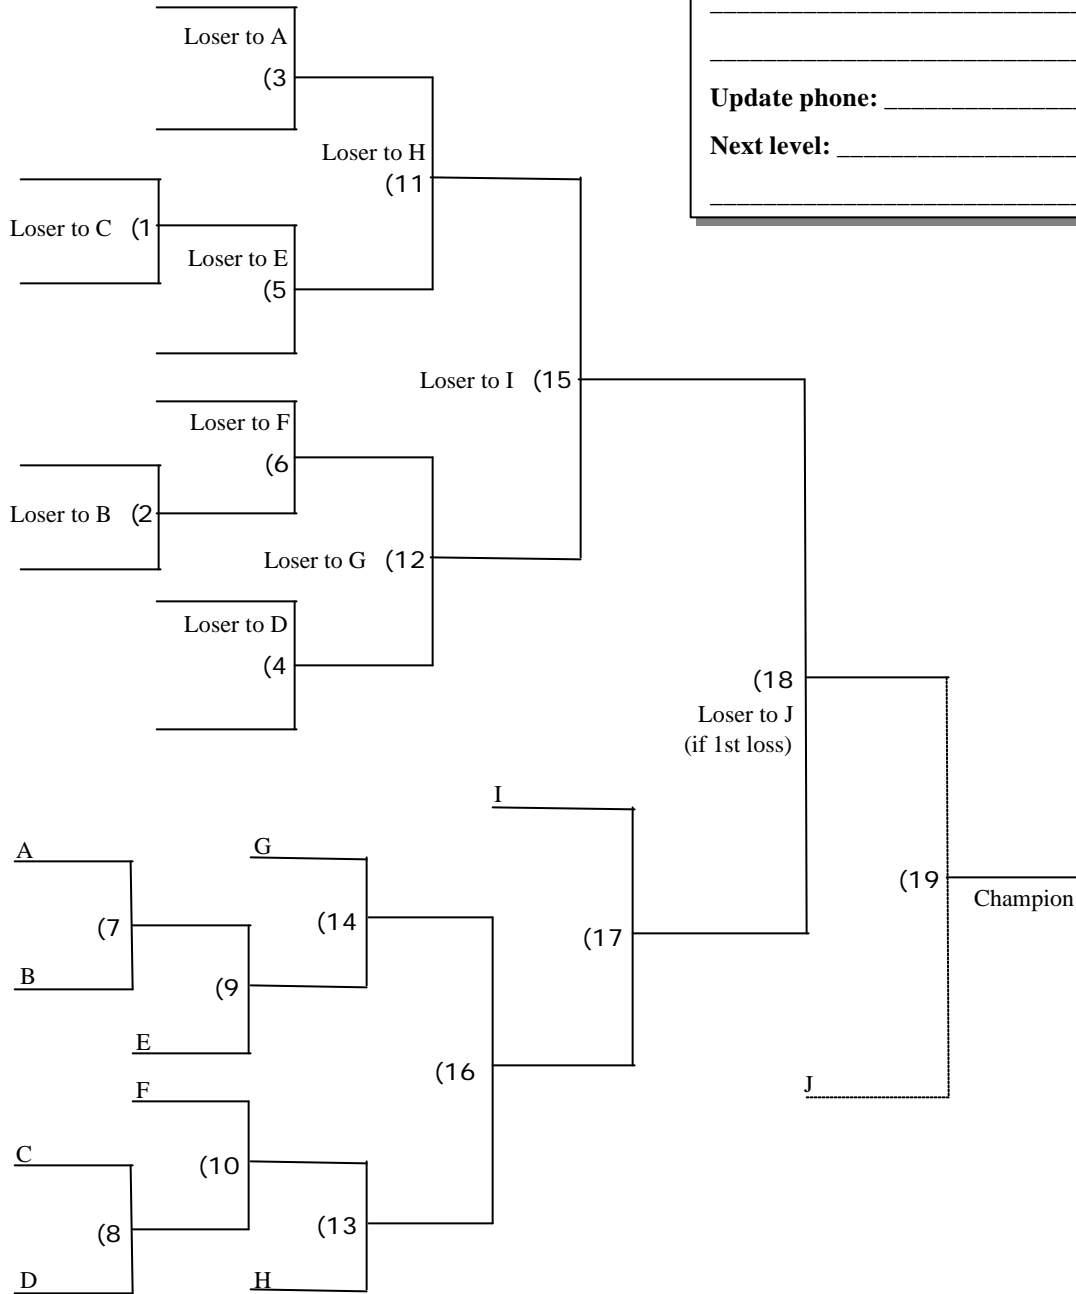 Loser to A
(3
Update phone: ________________
Next level: ____________________
Loser to H
(11
Loser to C (1
Loser to E
(5
Loser to I (15
Loser to F
(6
Loser to B (2
Loser to G (12
Loser to D
(4
(18
Loser to J
(if 1st loss)
I
A
G
(19
Champion
(7
(14
(17
B
(9
E
(16
F
J
C
(10
(8
(13
D
H